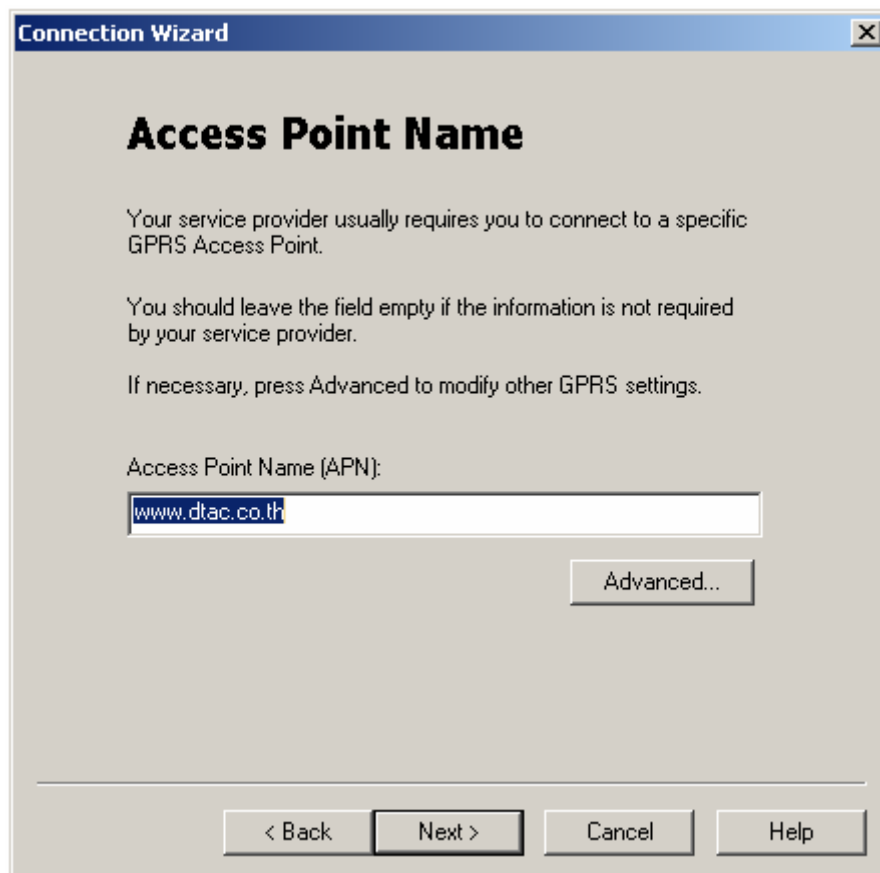 Connection Wizard
Access Point Name
Your service provider usually requires you to connect to a specific
GPRS Access Point.
You should leave the field empty if the information is not required
by your service provider.
If necessary, press Advanced to modify other GPRS settings.
Access Point Name (APN):
www.dtac.co.th
Advanced...
< Back Next > Cancel Help